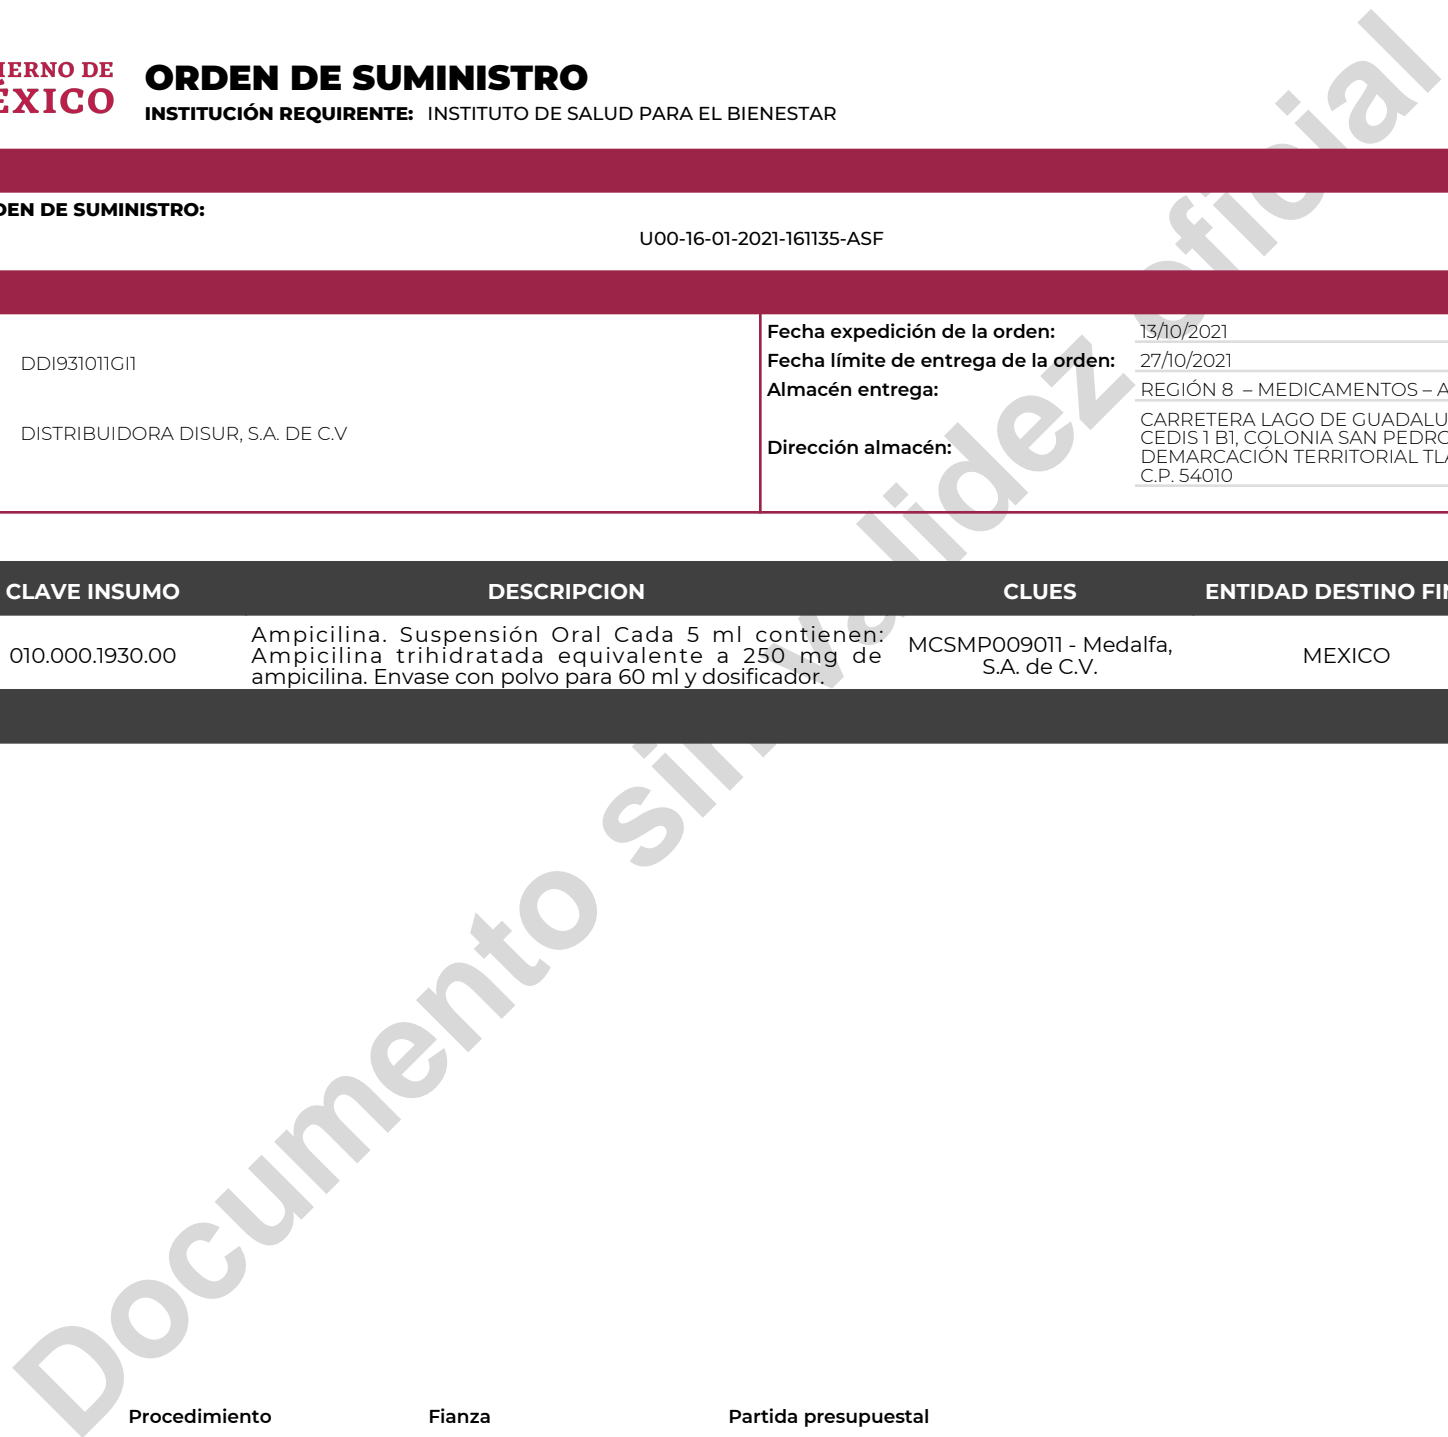 IERNO DE
ÉXICO
ORDEN DE SUMINISTRO
INSTITUCIÓN REQUIRENTE: INSTITUTO DE SALUD PARA EL BIENESTAR
DEN DE SUMINISTRO:
U00-16-01-2021-161135-ASF
DDI931011GI1
DISTRIBUIDORA DISUR, S.A. DE C.V
Fecha expedición de la orden: 13/10/2021
Fecha límite de entrega de la orden: 27/10/2021
Almacén entrega: REGIÓN 8 – MEDICAMENTOS – A
Dirección almacén:
CARRETERA LAGO DE GUADALU
CEDIS 1 B1, COLONIA SAN PEDRO
DEMARCACIÓN TERRITORIAL TLA
C.P. 54010
CLAVE INSUMO DESCRIPCION CLUES ENTIDAD DESTINO FIN
010.000.1930.00
Ampicilina. Suspensión Oral Cada 5 ml contienen:
Ampicilina trihidratada equivalente a 250 mg de
ampicilina. Envase con polvo para 60 ml y dosificador.
MCSMP009011 - Medalfa,
S.A. de C.V.
MEXICO
Documento sin validez oficial
Procedimiento Fianza Partida presupuestal